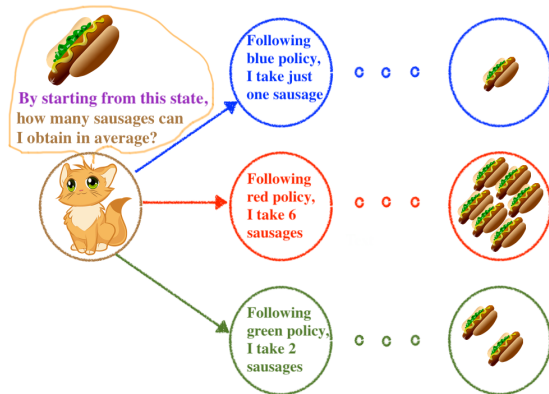 By starting from this state,
how many sausages can
I obtain in average?
Following
blue policy,
I take just
one sausage
Following
red policy,
I take 6
sausages
Following
green policy,
I take 2
sausages